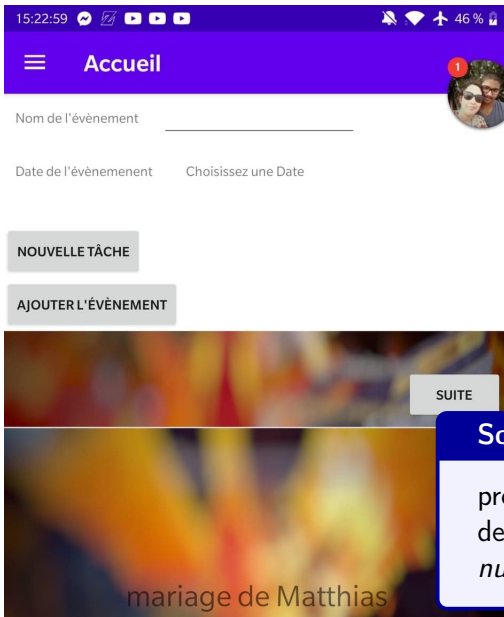 15:22:59 46 %
Accueil
1
Nom de l'évènement
Date de l'évènemenent Choisissez une Date
NOUVELLE TÂCHE
AJOUTER L'ÉVÈNEMENT
SUITE
mariage de Matthias